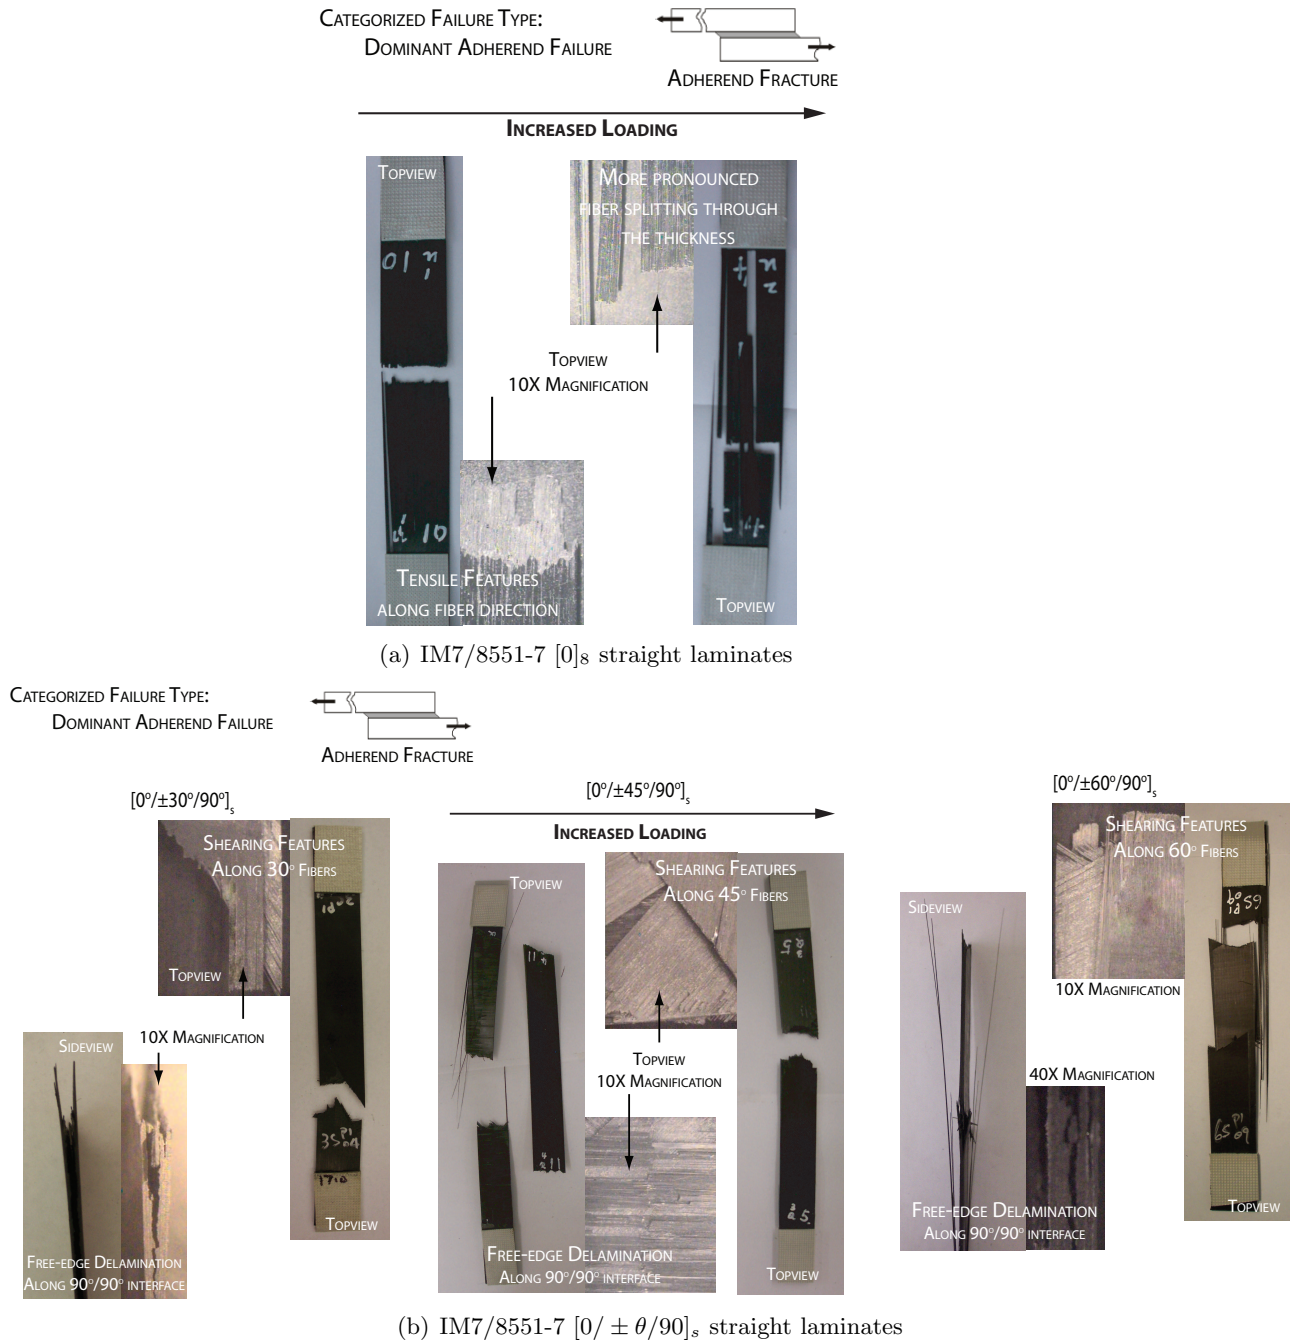 CATEGORIZED FAILURE TYPE:
DOMINANT ADHEREND FAILURE
ADHEREND FRACTURE
INCREASED LOADING
TOPVIEW
MORE PRONOUNCED
FIBER SPLITTING THROUGH
THE THICKNESS
TOPVIEW
10X MAGNIFICATION
TENSILE FEATURES
ALONG FIBER DIRECTION
TOPVIEW
(a) IM7/8551-7 [0]₈ straight laminates
CATEGORIZED FAILURE TYPE:
DOMINANT ADHEREND FAILURE
ADHEREND FRACTURE
[0°/±30°/90°]s
SHEARING FEATURES
ALONG 30° FIBERS
TOPVIEW
10X MAGNIFICATION
SIDEVIEW
FREE-EDGE DELAMINATION
ALONG 90°/90° INTERFACE
TOPVIEW
[0°/±45°/90°]s
INCREASED LOADING
TOPVIEW
SHEARING FEATURES
ALONG 45° FIBERS
TOPVIEW
10X MAGNIFICATION
FREE-EDGE DELAMINATION
ALONG 90°/90° INTERFACE
TOPVIEW
[0°/±60°/90°]s
SHEARING FEATURES
ALONG 60° FIBERS
10X MAGNIFICATION
SIDEVIEW
40X MAGNIFICATION
FREE-EDGE DELAMINATION
ALONG 90°/90° INTERFACE
TOPVIEW
(b) IM7/8551-7 [0/ ± θ/90]s straight laminates